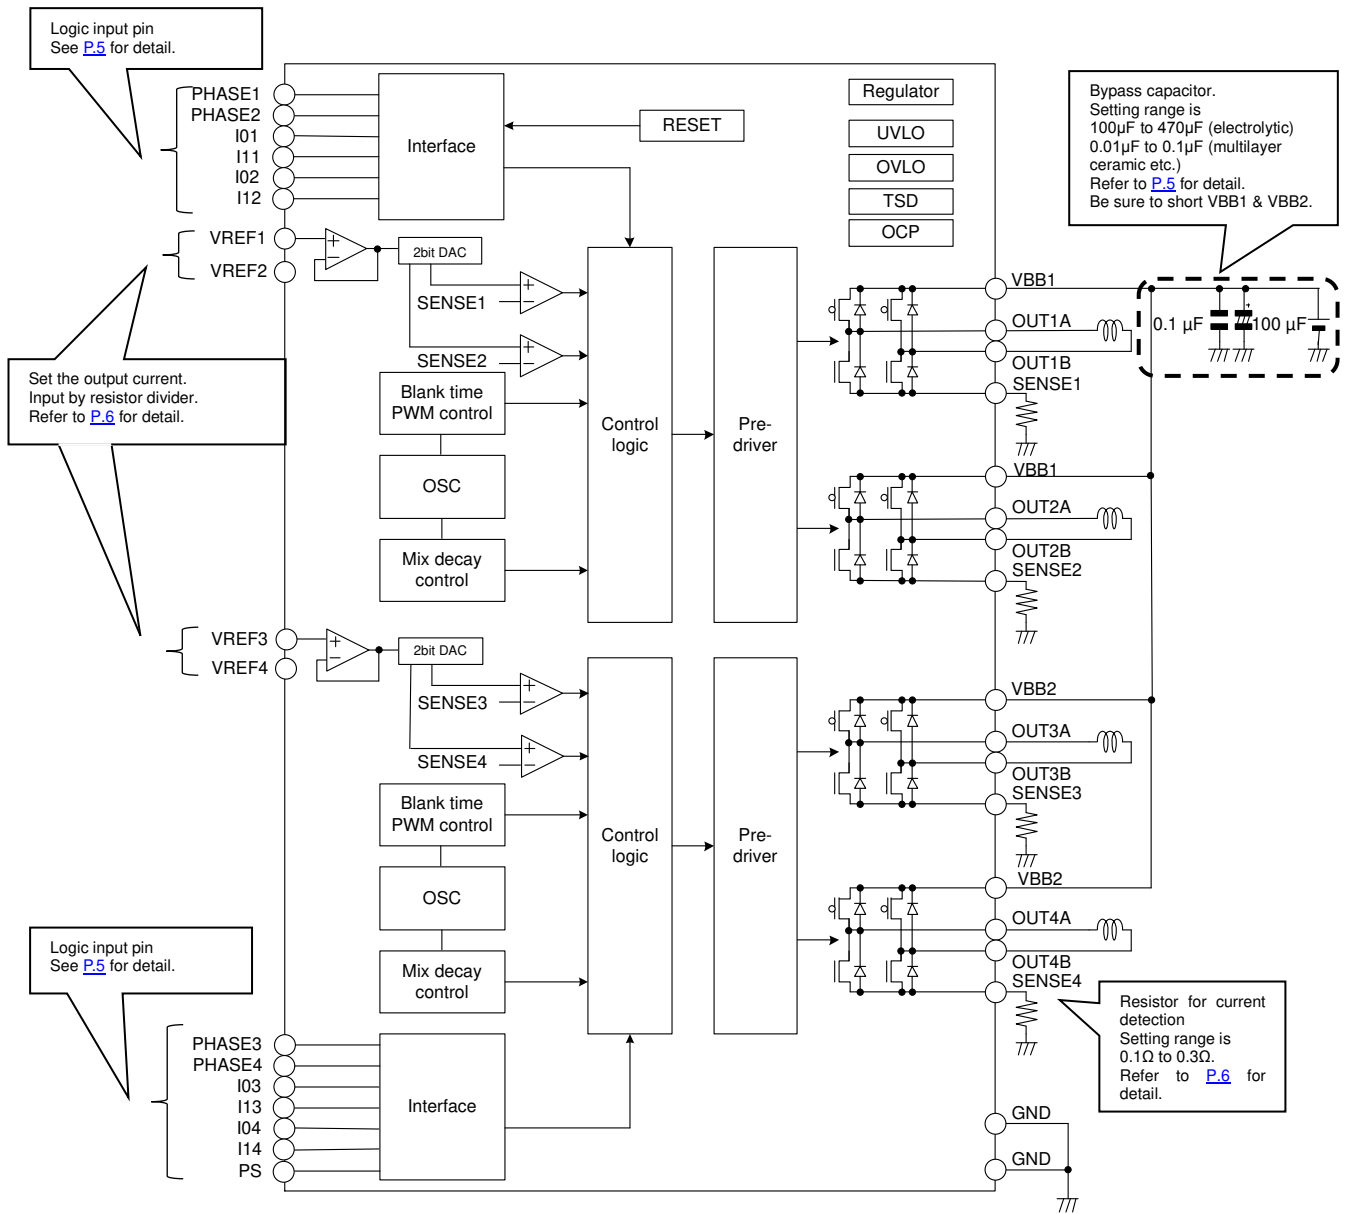 Logic input pin
See P.5 for detail.
PHASE1
PHASE2
I01
I11
I02
I12
VREF1
VREF2
Interface
RESET
Regulator
UVLO
OVLO
TSD
OCP
Bypass capacitor.
Setting range is
100µF to 470µF (electrolytic)
0.01µF to 0.1µF (multilayer
ceramic etc.)
Refer to P.5 for detail.
Be sure to short VBB1 & VBB2.
+
−
2bit DAC
SENSE1
+
−
SENSE2
+
−
Set the output current.
Input by resistor divider.
Refer to P.6 for detail.
Blank time
PWM control
OSC
Mix decay
control
Control
logic
Pre-
driver
VBB1
OUT1A
OUT1B
SENSE1
0.1 µF
+
100 µF
VBB1
OUT2A
OUT2B
SENSE2
VREF3
VREF4
+
−
2bit DAC
SENSE3
+
−
SENSE4
+
−
Blank time
PWM control
OSC
Mix decay
control
Control
logic
Pre-
driver
VBB2
OUT3A
OUT3B
SENSE3
VBB2
OUT4A
OUT4B
SENSE4
Logic input pin
See P.5 for detail.
PHASE3
PHASE4
I03
I13
I04
I14
PS
Interface
Resistor for current
detection
Setting range is
0.1Ω to 0.3Ω.
Refer to P.6 for
detail.
GND
GND